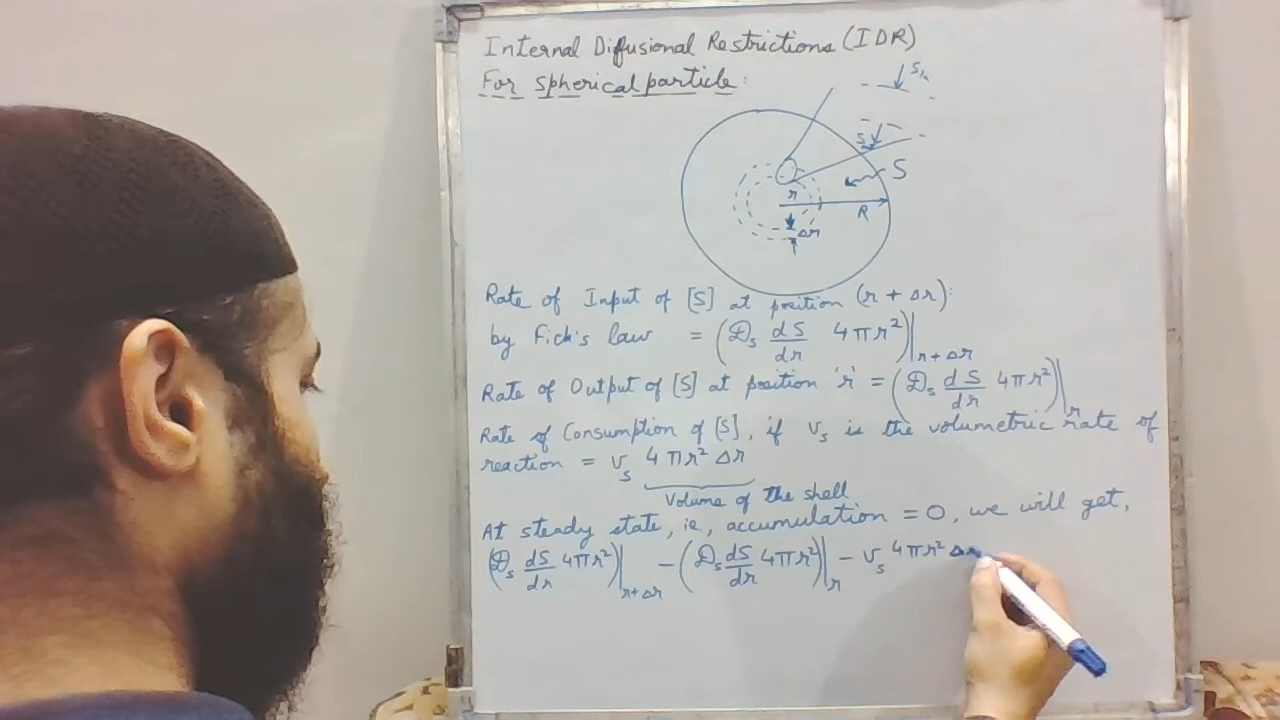 Internal Diffusional Restrictions (IDR)
For Spherical particle:
S
S
r
R
Δr
Rate of Input of [S] at position (r + Δr):
by Fick's law = (Ds dS/dr 4πr²)|r+Δr
Rate of Output of [S] at position 'r' = (Ds dS/dr 4πr²)|r
Rate of Consumption of [S], if vs is the volumetric rate of
reaction = vs 4πr² Δr
Volume of the shell
At steady state, ie, accumulation = 0, we will get,
(Ds dS/dr 4πr²)|r+Δr - (Ds dS/dr 4πr²)|r - vs 4πr² Δr